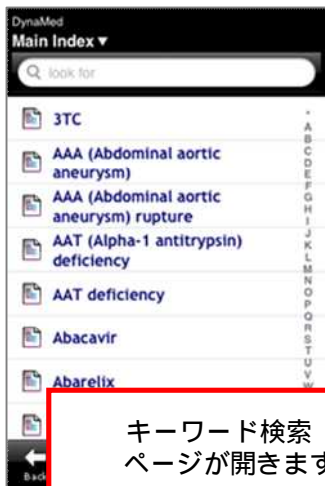 DynaMed
Main Index ▼
look for
3TC
AAA (Abdominal aortic
aneurysm)
AAA (Abdominal aortic
aneurysm) rupture
AAT (Alpha-1 antitrypsin)
deficiency
AAT deficiency
Abacavir
Abarelix
*
A
B
C
D
E
F
G
H
I
J
K
L
M
N
O
P
Q
R
S
T
U
V
W
キーワード検索
ページが開きます
Back